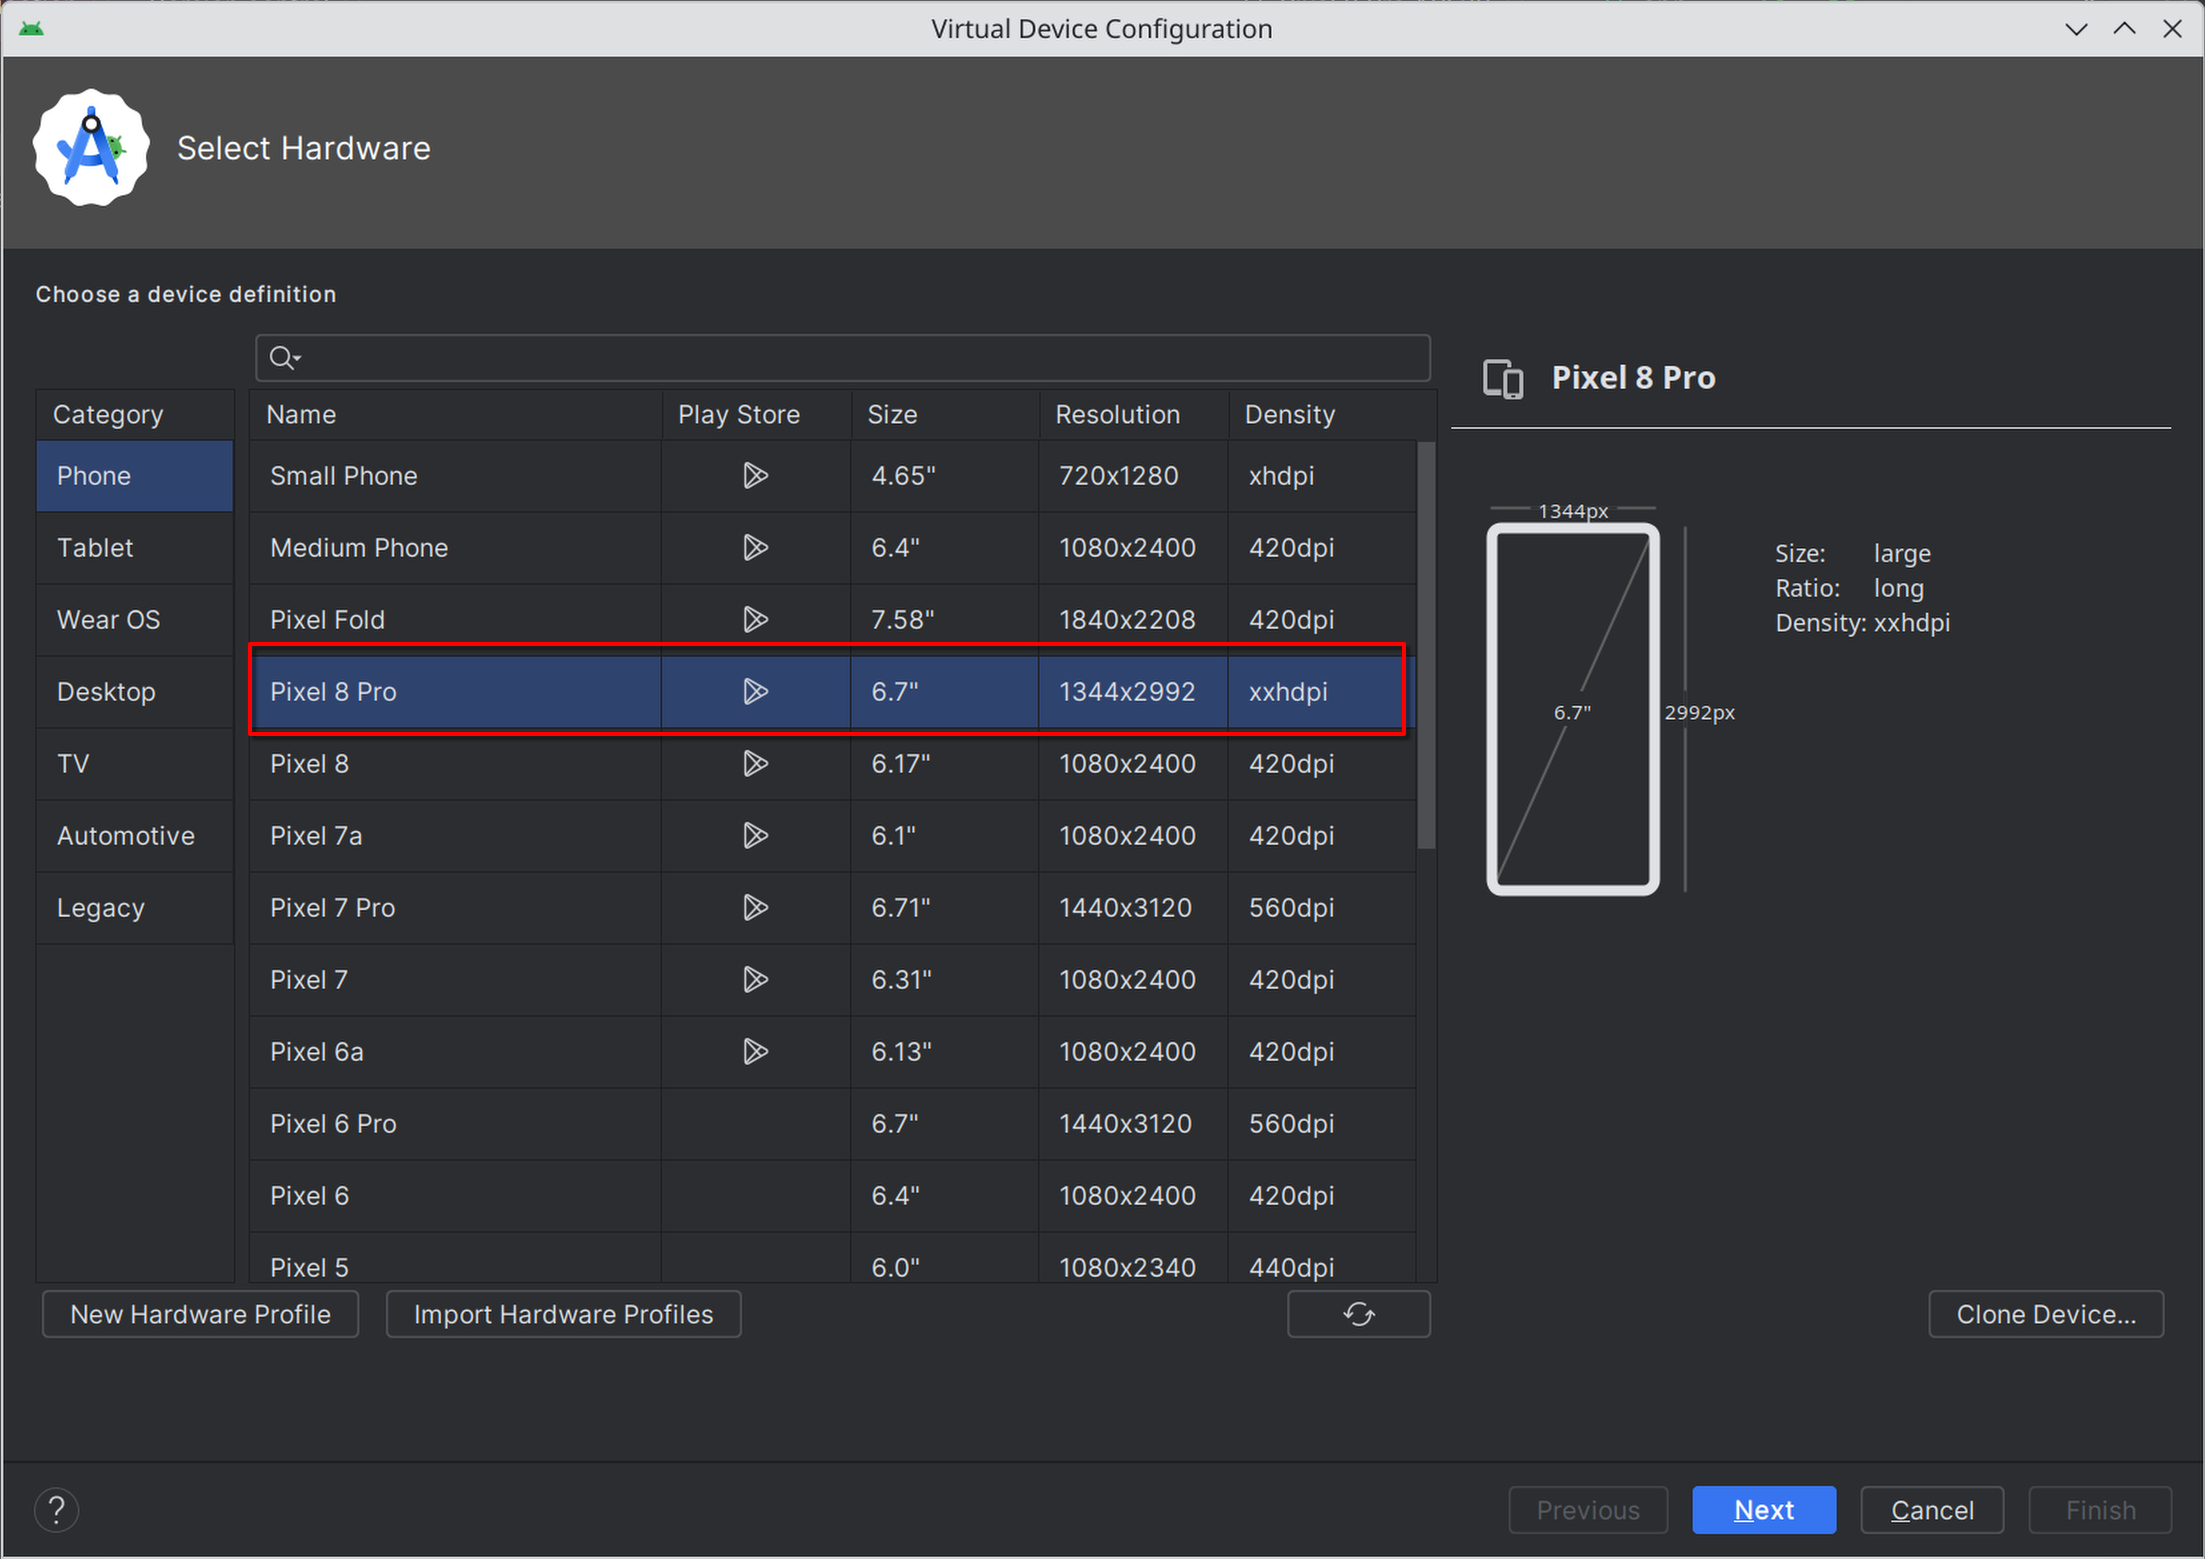 Virtual Device Configuration
Select Hardware
Choose a device definition
Category
Phone
Tablet
Wear OS
Desktop
TV
Automotive
Legacy
Name Play Store Size Resolution Density
Small Phone 4.65" 720x1280 xhdpi
Medium Phone 6.4" 1080x2400 420dpi
Pixel Fold 7.58" 1840x2208 420dpi
Pixel 8 Pro 6.7" 1344x2992 xxhdpi
Pixel 8 6.17" 1080x2400 420dpi
Pixel 7a 6.1" 1080x2400 420dpi
Pixel 7 Pro 6.71" 1440x3120 560dpi
Pixel 7 6.31" 1080x2400 420dpi
Pixel 6a 6.13" 1080x2400 420dpi
Pixel 6 Pro 6.7" 1440x3120 560dpi
Pixel 6 6.4" 1080x2400 420dpi
Pixel 5 6.0" 1080x2340 440dpi
Pixel 8 Pro
1344px
6.7"
2992px
Size: large
Ratio: long
Density: xxhdpi
New Hardware Profile Import Hardware Profiles Clone Device...
? Previous Next Cancel Finish